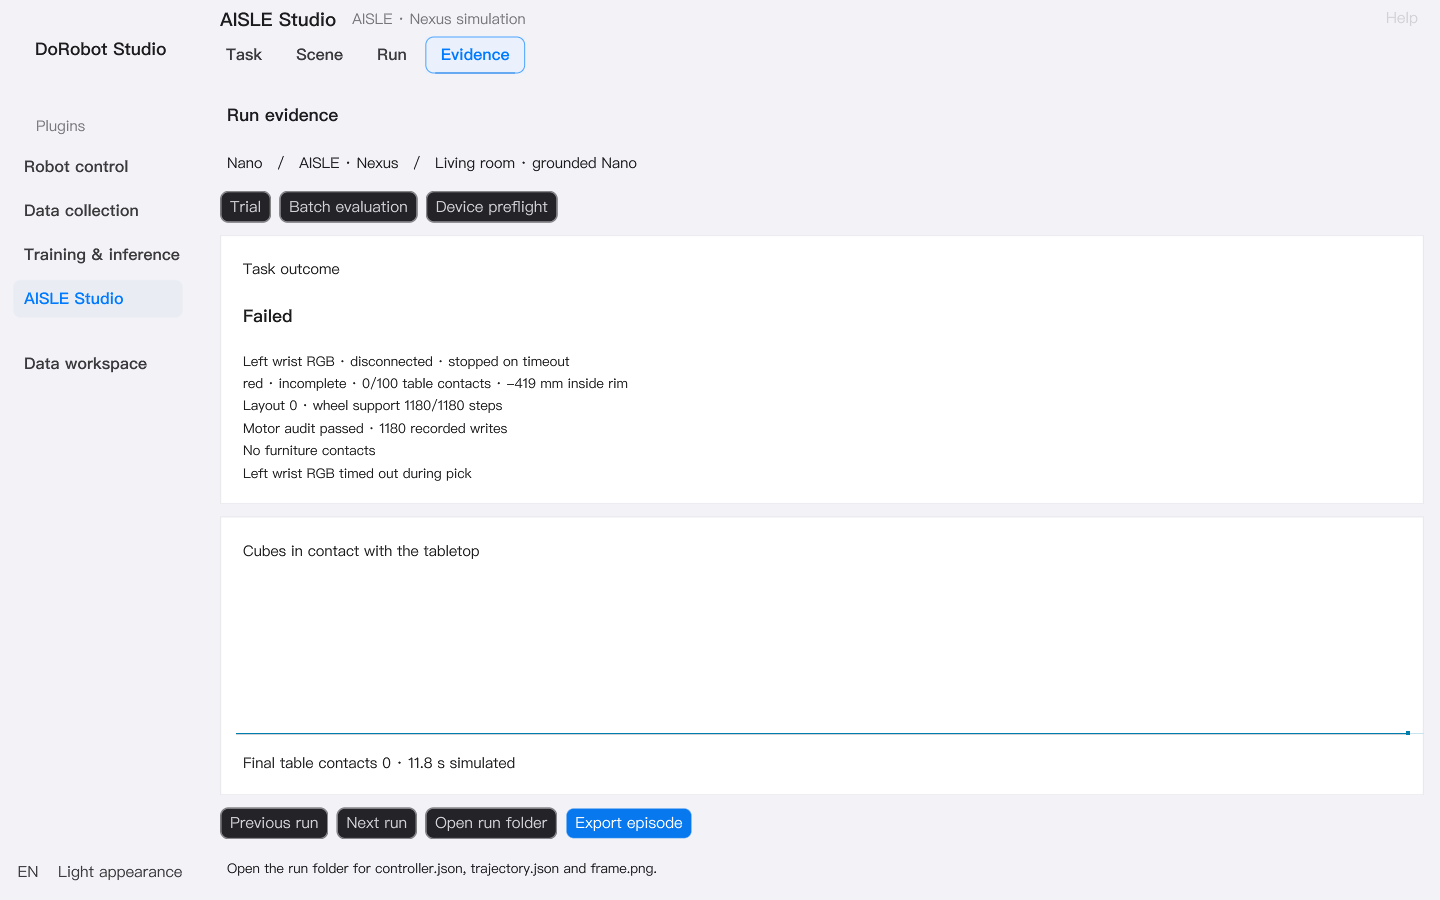 DoRobot Studio
Plugins
Robot control
Data collection
Training & inference
AISLE Studio
Data workspace
EN Light appearance
AISLE Studio AISLE · Nexus simulation
Help
Task Scene Run Evidence
Run evidence
Nano / AISLE · Nexus / Living room · grounded Nano
Trial Batch evaluation Device preflight
Task outcome
Failed
Left wrist RGB · disconnected · stopped on timeout
red · incomplete · 0/100 table contacts · −419 mm inside rim
Layout 0 · wheel support 1180/1180 steps
Motor audit passed · 1180 recorded writes
No furniture contacts
Left wrist RGB timed out during pick
Cubes in contact with the tabletop
Final table contacts 0 · 11.8 s simulated
Previous run Next run Open run folder Export episode
Open the run folder for controller.json, trajectory.json and frame.png.